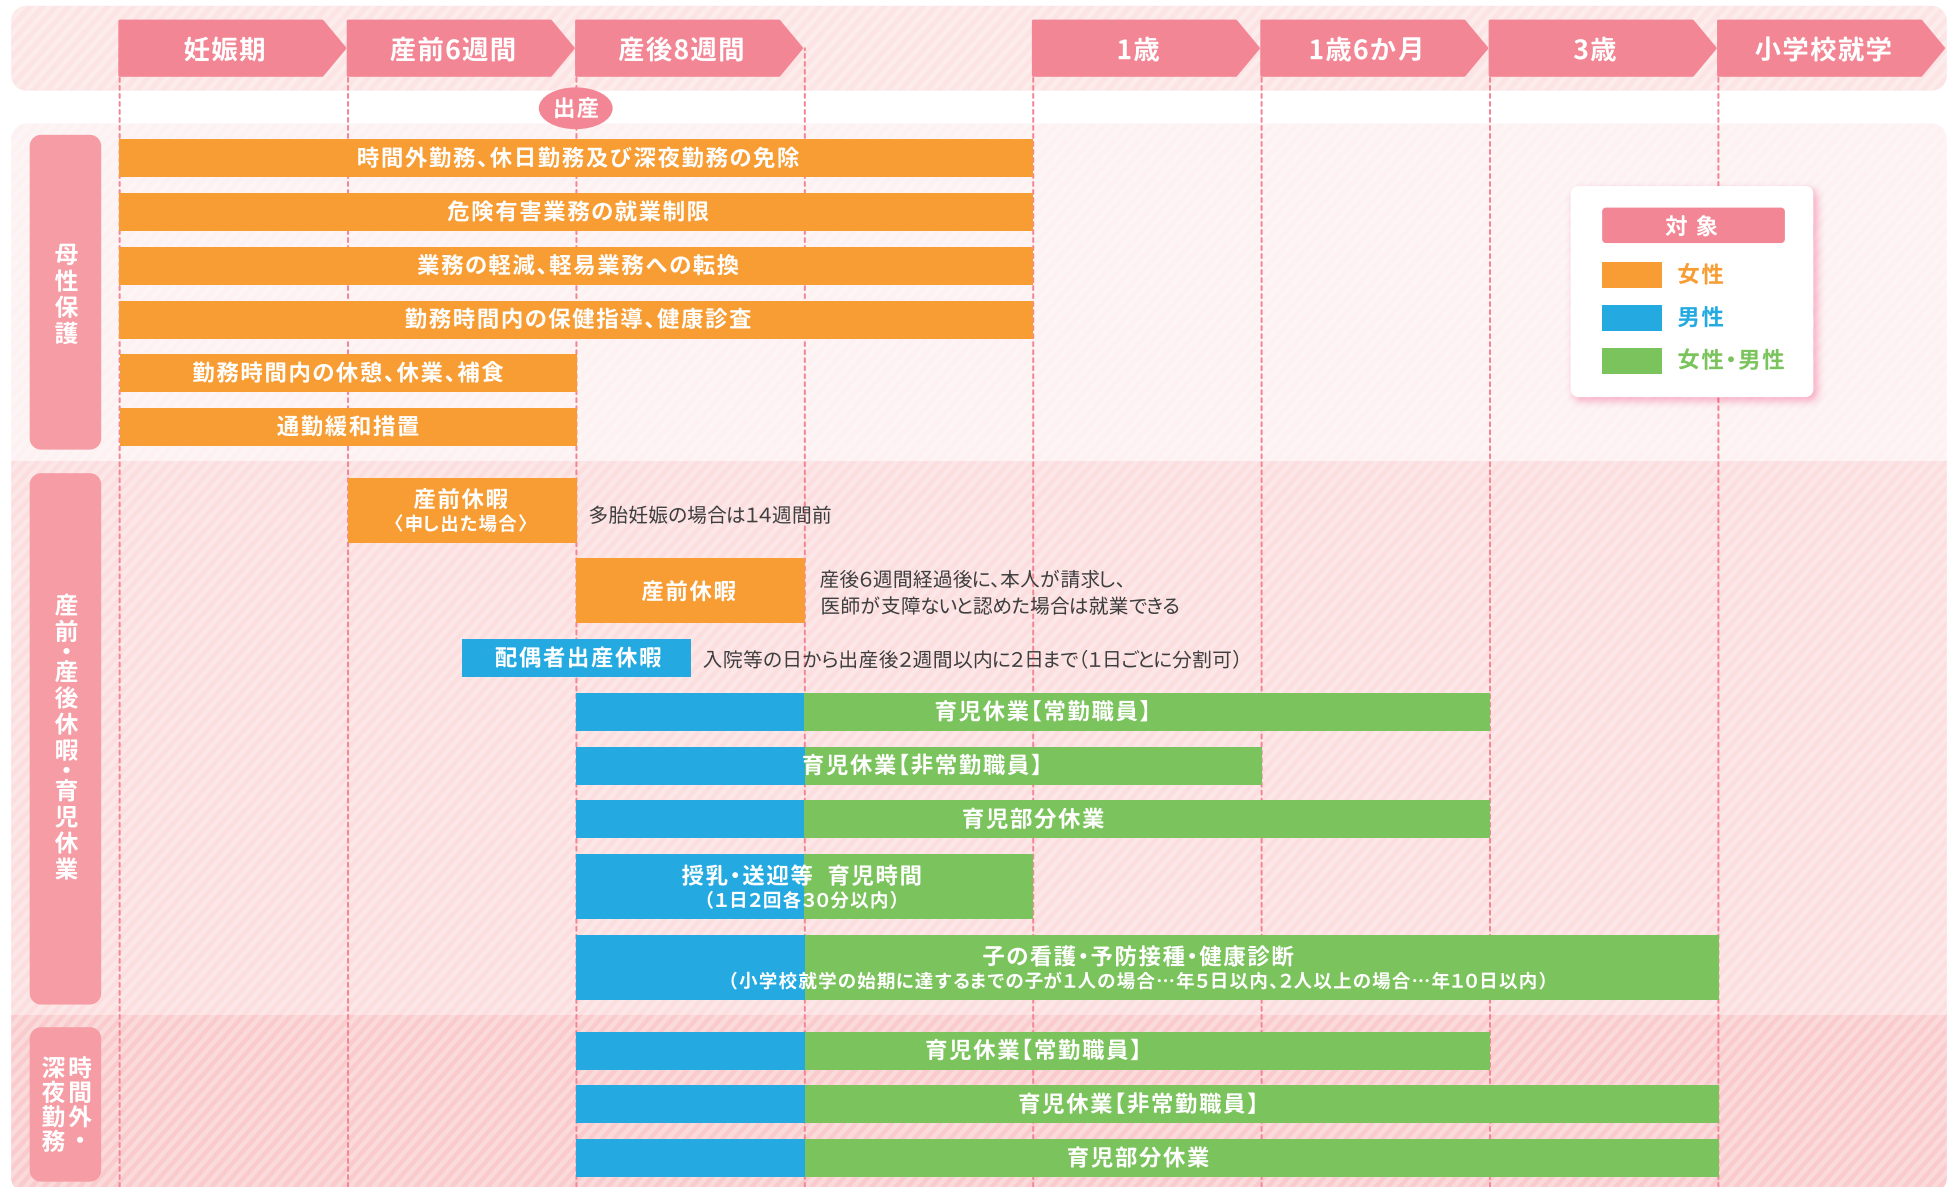 妊娠期
産前6週間
産後8週間
1歳
1歳6か月
3歳
小学校就学
出産
母性保護
時間外勤務、休日勤務及び深夜勤務の免除
危険有害業務の就業制限
業務の軽減、軽易業務への転換
勤務時間内の保健指導、健康診査
勤務時間内の休憩、休業、補食
通勤緩和措置
対象
女性
男性
女性・男性
産前・産後休暇・育児休業
産前休暇
〈申し出た場合〉
多胎妊娠の場合は14週間前
産前休暇
産後6週間経過後に、本人が請求し、
医師が支障ないと認めた場合は就業できる
配偶者出産休暇
入院等の日から出産後2週間以内に2日まで（1日ごとに分割可）
育児休業【常勤職員】
育児休業【非常勤職員】
育児部分休業
授乳・送迎等 育児時間
（1日2回各30分以内）
子の看護・予防接種・健康診断
（小学校就学の始期に達するまでの子が1人の場合…年5日以内、2人以上の場合…年10日以内）
時間外・
深夜勤務
育児休業【常勤職員】
育児休業【非常勤職員】
育児部分休業